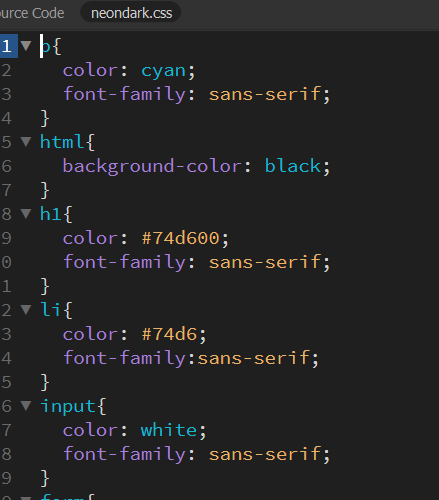 urce Code neondark.css
1 ▼ p{
2 color: cyan;
3 font-family: sans-serif;
4 }
5 ▼ html{
6 background-color: black;
7 }
8 ▼ h1{
9 color: #74d600;
0 font-family: sans-serif;
1 }
2 ▼ li{
3 color: #74d6;
4 font-family:sans-serif;
5 }
6 ▼ input{
7 color: white;
8 font-family: sans-serif;
9 }